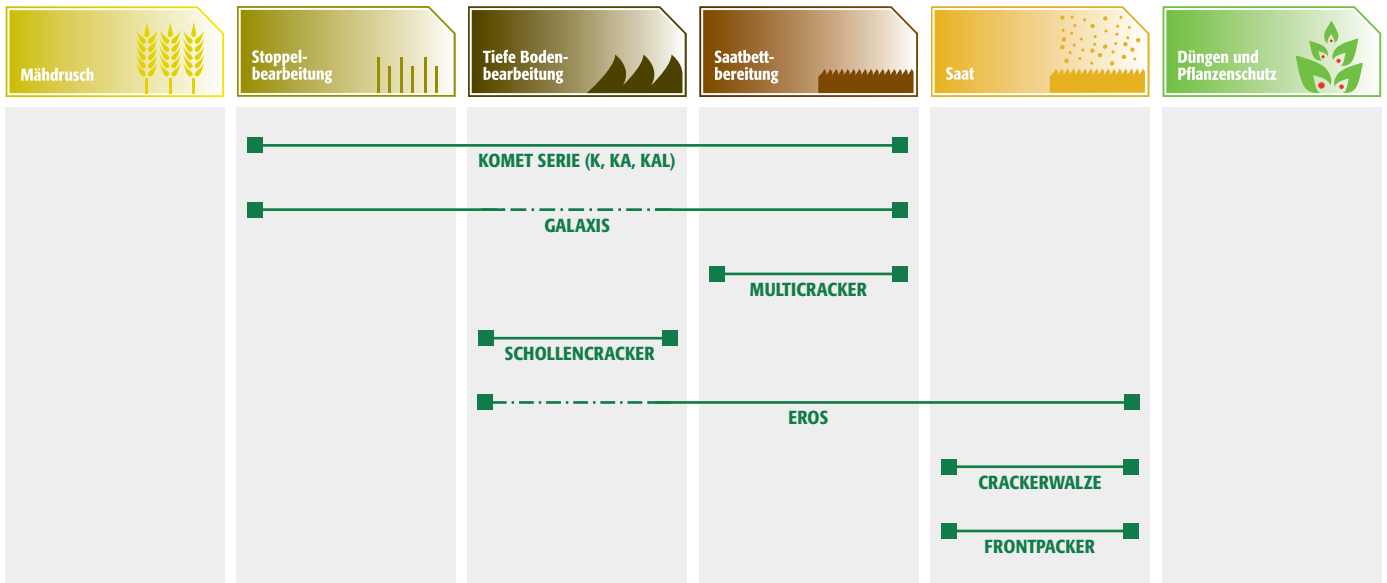 Mähdrusch
Stoppel-
bearbeitung
Tiefe Boden-
bearbeitung
Saatbett-
bereitung
Saat
Düngen und
Pflanzenschutz
KOMET SERIE (K, KA, KAL)
GALAXIS
MULTICRACKER
SCHOLLENCRACKER
EROS
CRACKERWALZE
FRONTPACKER